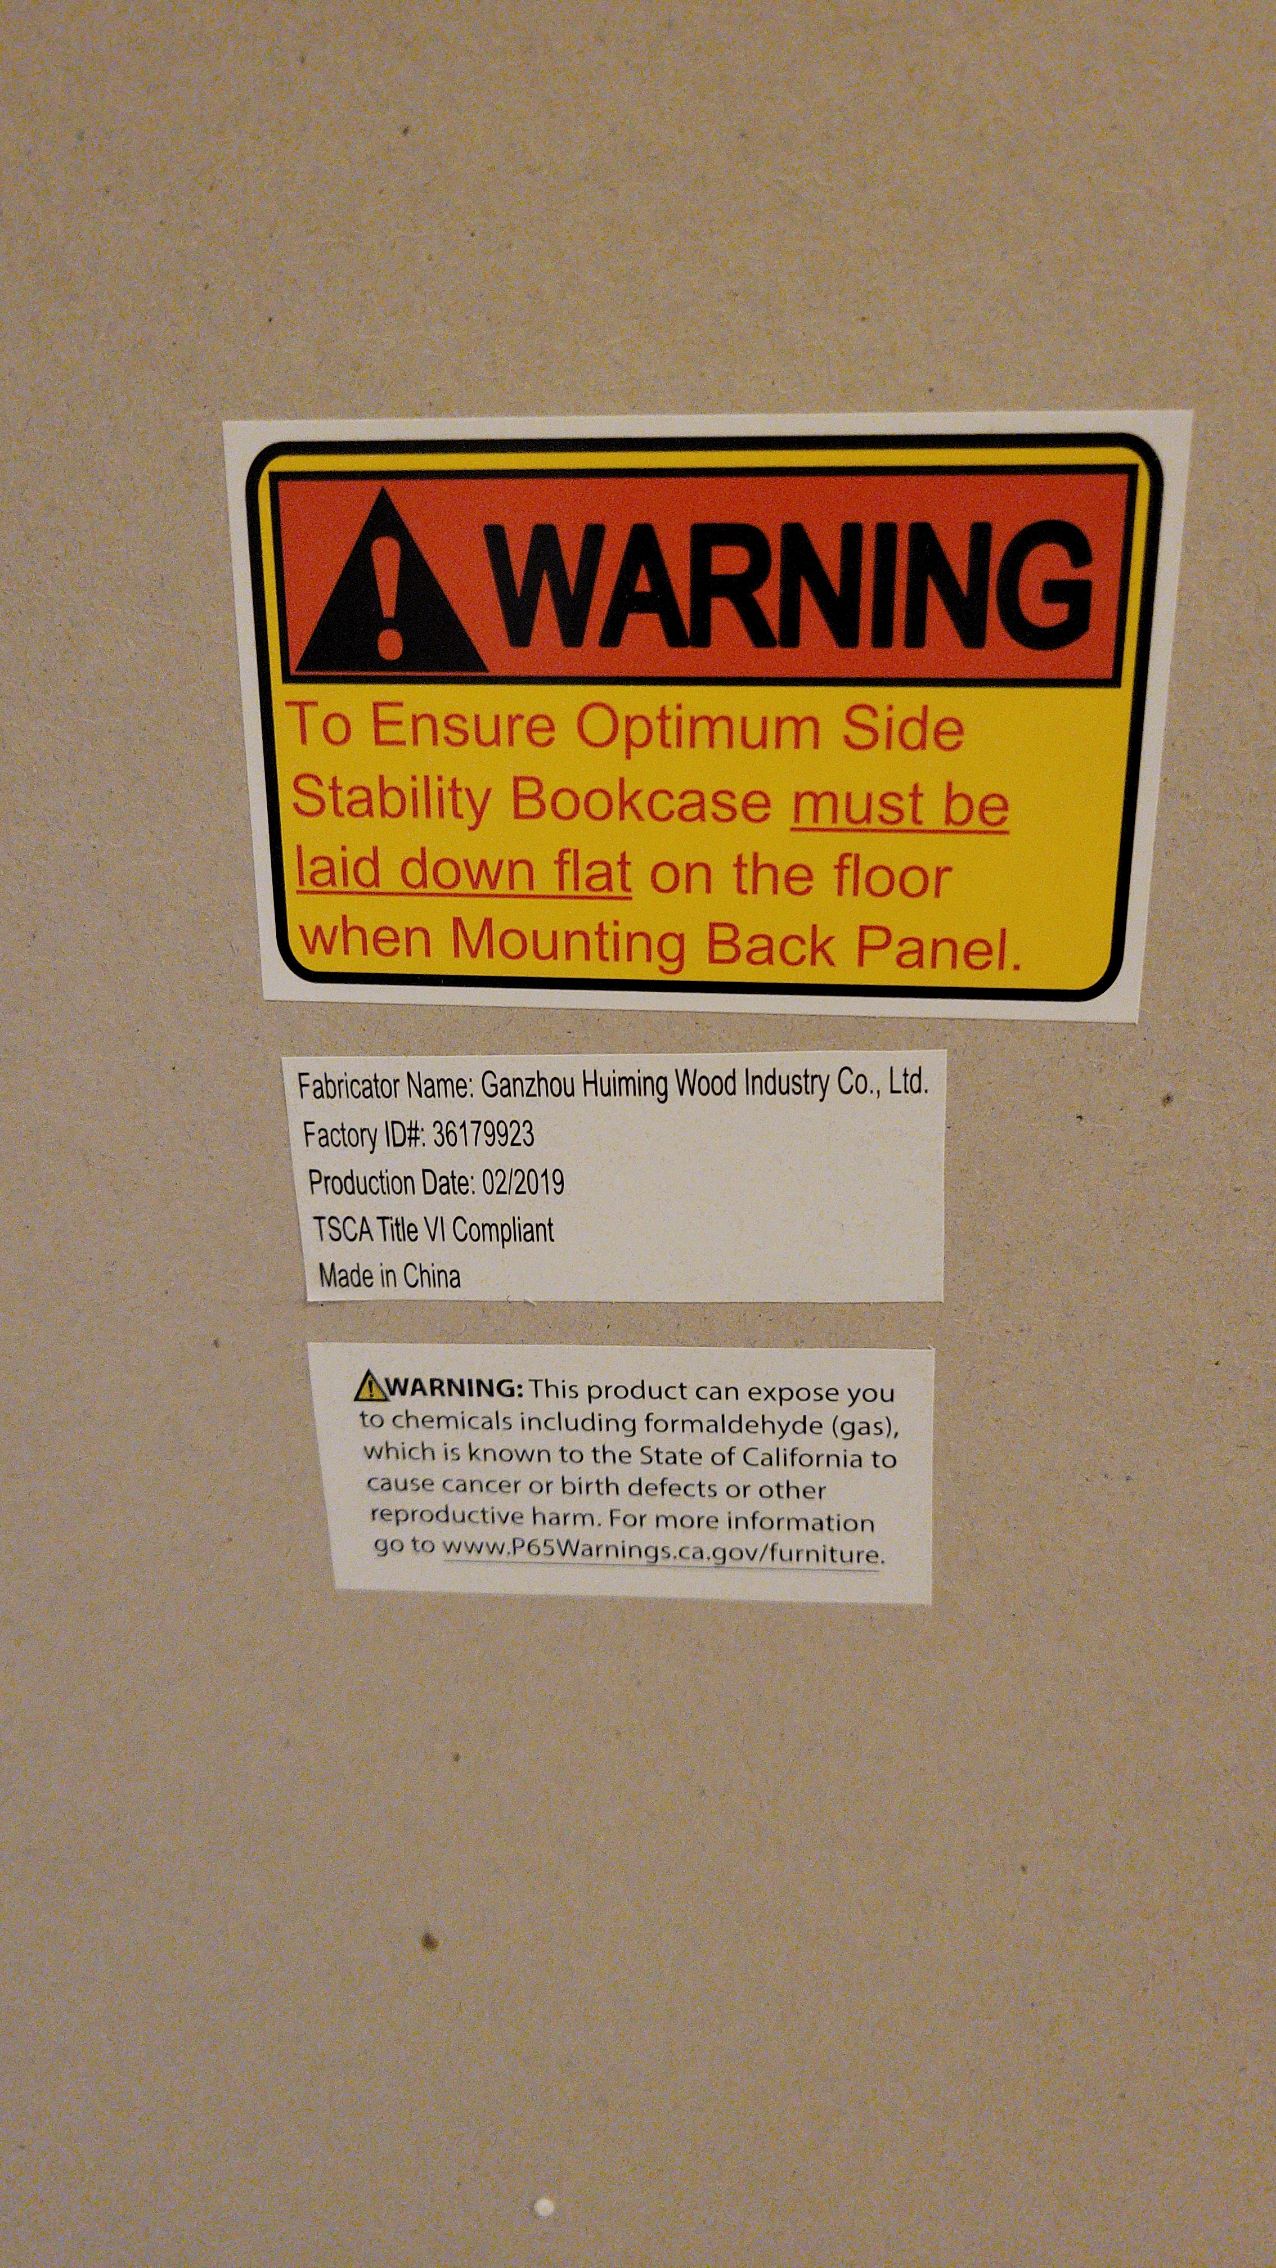 WARNING
To Ensure Optimum Side
Stability Bookcase must be
laid down flat on the floor
when Mounting Back Panel.
Fabricator Name: Ganzhou Huiming Wood Industry Co., Ltd.
Factory ID#: 36179923
Production Date: 02/2019
TSCA Title VI Compliant
Made in China
WARNING: This product can expose you
to chemicals including formaldehyde (gas),
which is known to the State of California to
cause cancer or birth defects or other
reproductive harm. For more information
go to www.P65Warnings.ca.gov/furniture.